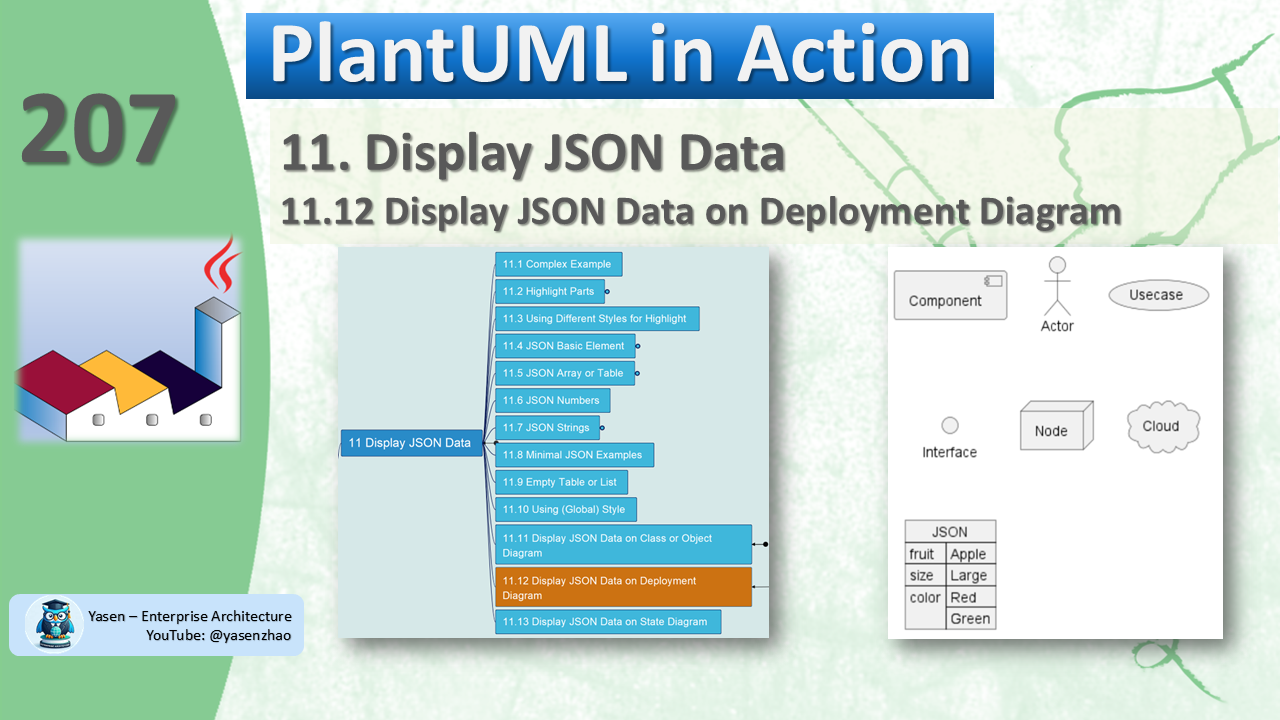 PlantUML in Action
207
11. Display JSON Data
11.12 Display JSON Data on Deployment Diagram
11 Display JSON Data
11.1 Complex Example
11.2 Highlight Parts
11.3 Using Different Styles for Highlight
11.4 JSON Basic Element
11.5 JSON Array or Table
11.6 JSON Numbers
11.7 JSON Strings
11.8 Minimal JSON Examples
11.9 Empty Table or List
11.10 Using (Global) Style
11.11 Display JSON Data on Class or Object
Diagram
11.12 Display JSON Data on Deployment
Diagram
11.13 Display JSON Data on State Diagram
Component
Actor
Usecase
Interface
Node
Cloud
JSON
fruit Apple
size Large
color Red
Green
Yasen – Enterprise Architecture
YouTube: @yasenzhao